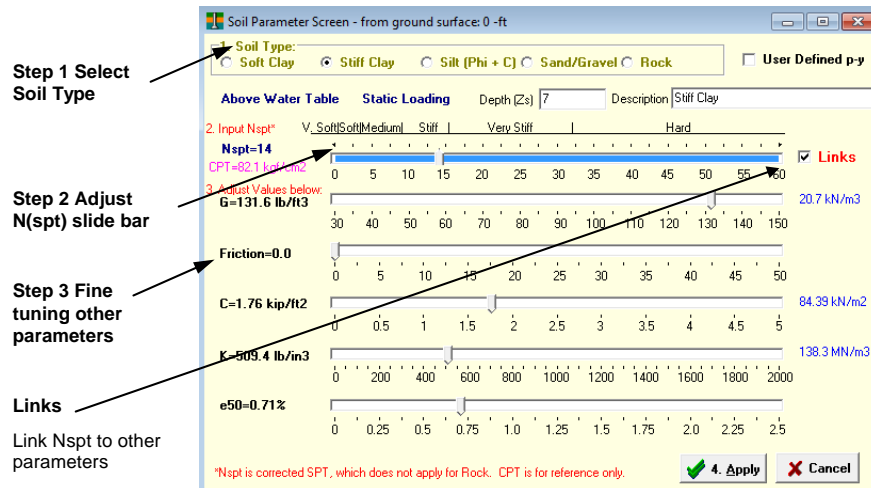 Soil Parameter Screen - from ground surface: 0 -ft
1. Soil Type:
Soft Clay Stiff Clay Silt (Phi + C) Sand/Gravel Rock User Defined p-y
Step 1 Select
Soil Type
Above Water Table Static Loading Depth (Zs) 7 Description Stiff Clay
2. Input Nspt* V_Soft|Soft|Medium| Stiff | Very Stiff | Hard
Nspt=14 Links
CPT=82.1 kgf/cm2
0 5 10 15 20 25 30 35 40 45 50 55 60
Step 2 Adjust
N(spt) slide bar
3. Adjust Values below:
G=131.6 lb/ft3 20.7 kN/m3
30 40 50 60 70 80 90 100 110 120 130 140 150
Friction=0.0
0 5 10 15 20 25 30 35 40 45 50
Step 3 Fine
tuning other
parameters
C=1.76 kip/ft2 84.39 kN/m2
0 0.5 1 1.5 2 2.5 3 3.5 4 4.5 5
K=509.4 lb/in3 138.3 MN/m3
0 200 400 600 800 1000 1200 1400 1600 1800 2000
Links
Link Nspt to other
parameters
e50=0.71%
0 0.25 0.5 0.75 1.0 1.25 1.5 1.75 2.0 2.25 2.5
*Nspt is corrected SPT, which does not apply for Rock. CPT is for reference only. 4. Apply Cancel